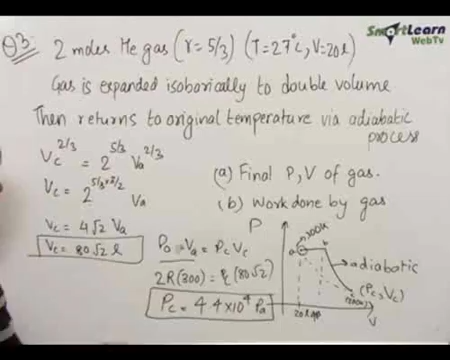 SmartLearn
WebTv
Q3: 2 moles He gas (γ = 5/3) (T=27°c, V=20 l)
Gas is expanded isoborically to double volume
Then returns to original temperature via adiabatic
process
Vc^2/3 = 2^5/3 Va^2/3
Vc = 2^5/3×3/2 Va
Vc = 4√2 Va
Vc = 80√2 l
(a) Final P, V of gas.
(b) Work done by gas
Pa Va = Pc Vc
2R(300) = Pc(80√2)
Pc = 4.4×10^4 Pa
P
300k
a
b
adiabatic
(Pc, Vc)
20l
V